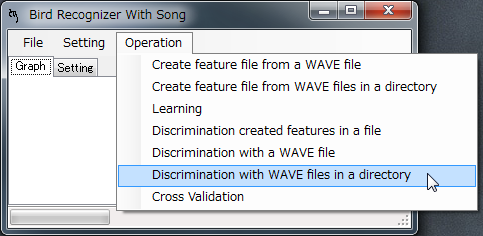 Bird Recognizer With Song
File Setting Operation
Graph Setting
Create feature file from a WAVE file
Create feature file from WAVE files in a directory
Learning
Discrimination created features in a file
Discrimination with a WAVE file
Discrimination with WAVE files in a directory
Cross Validation